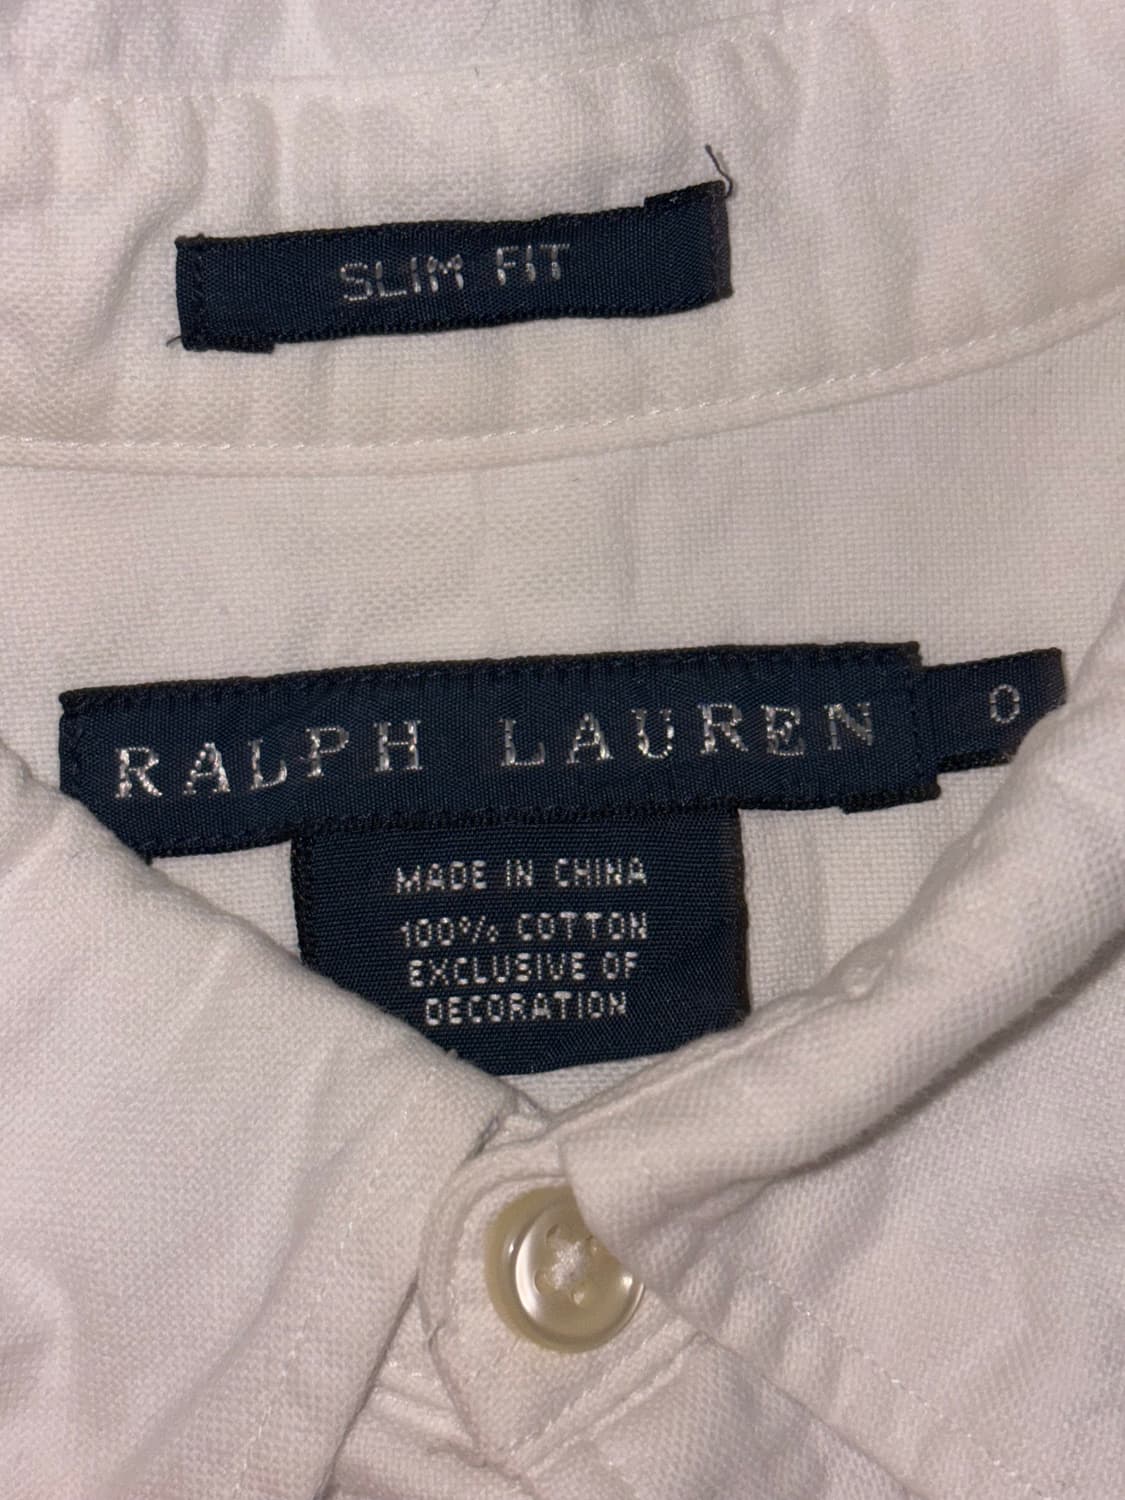 SLIM FIT
RALPH LAUREN
0
MADE IN CHINA
100% COTTON
EXCLUSIVE OF
DECORATION